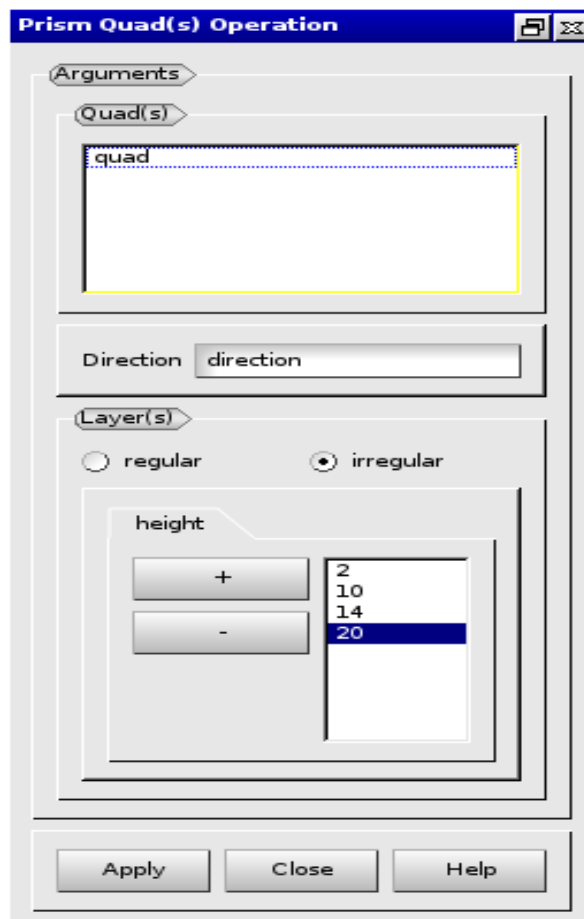 Prism Quad(s) Operation
Arguments
Quad(s)
quad
Direction direction
Layer(s)
regular irregular
height
+
-
2
10
14
20
Apply Close Help